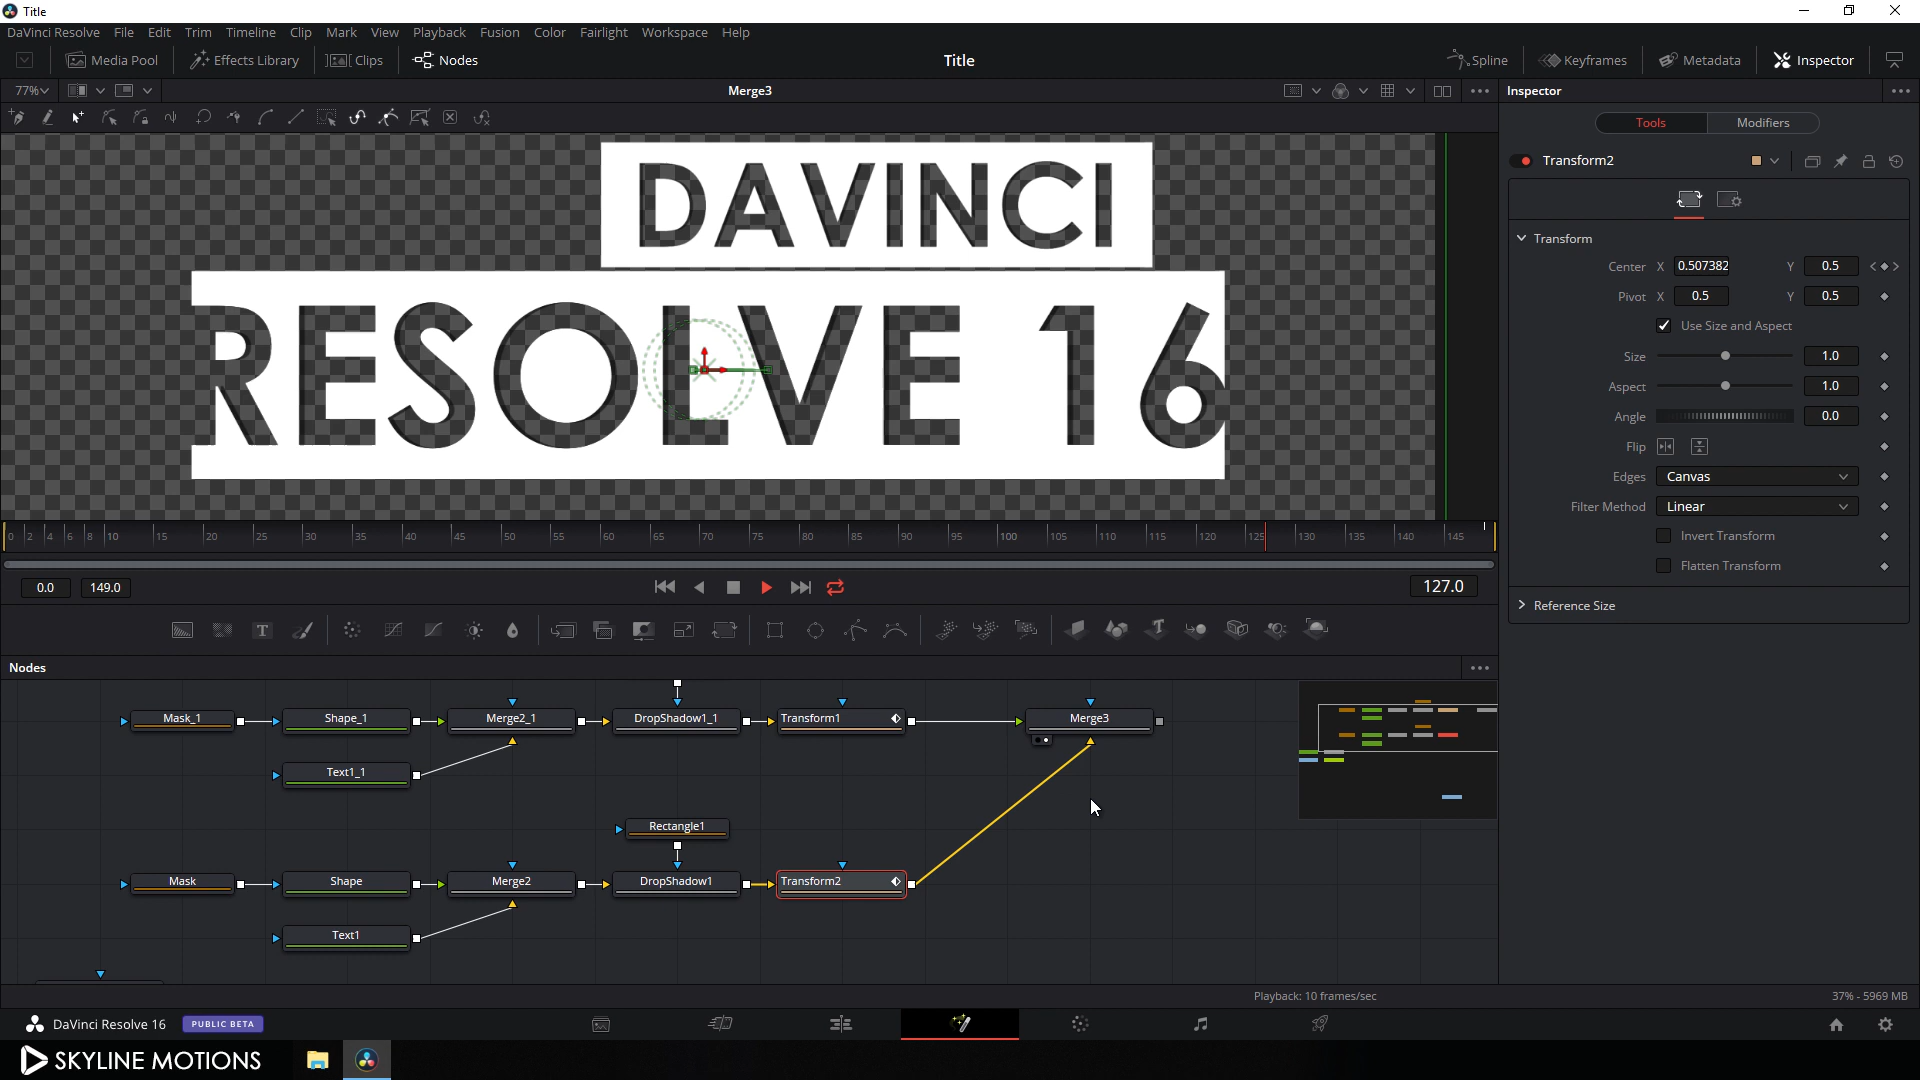 Title
DaVinci Resolve File Edit Trim Timeline Clip Mark View Playback Fusion Color Fairlight Workspace Help
Media Pool Effects Library Clips Nodes Title Spline Keyframes Metadata Inspector
77% Merge3 Inspector
Tools Modifiers
Transform2
DAVINCI
RESOLVE 16
Transform
Center X 0.507382 Y 0.5
Pivot X 0.5 Y 0.5
Use Size and Aspect
Size 1.0
Aspect 1.0
Angle 0.0
Flip
Edges Canvas
Filter Method Linear
Invert Transform
Flatten Transform
Reference Size
0 2 4 6 8 10 15 20 25 30 35 40 45 50 55 60 65 70 75 80 85 90 95 100 105 110 115 120 125 130 135 140 145
0.0 149.0 127.0
T
Nodes
Mask_1 Shape_1 Merge2_1 DropShadow1_1 Transform1 Merge3
Text1_1
Rectangle1
Mask Shape Merge2 DropShadow1 Transform2
Text1
Playback: 10 frames/sec 37% - 5969 MB
DaVinci Resolve 16 PUBLIC BETA
SKYLINE MOTIONS